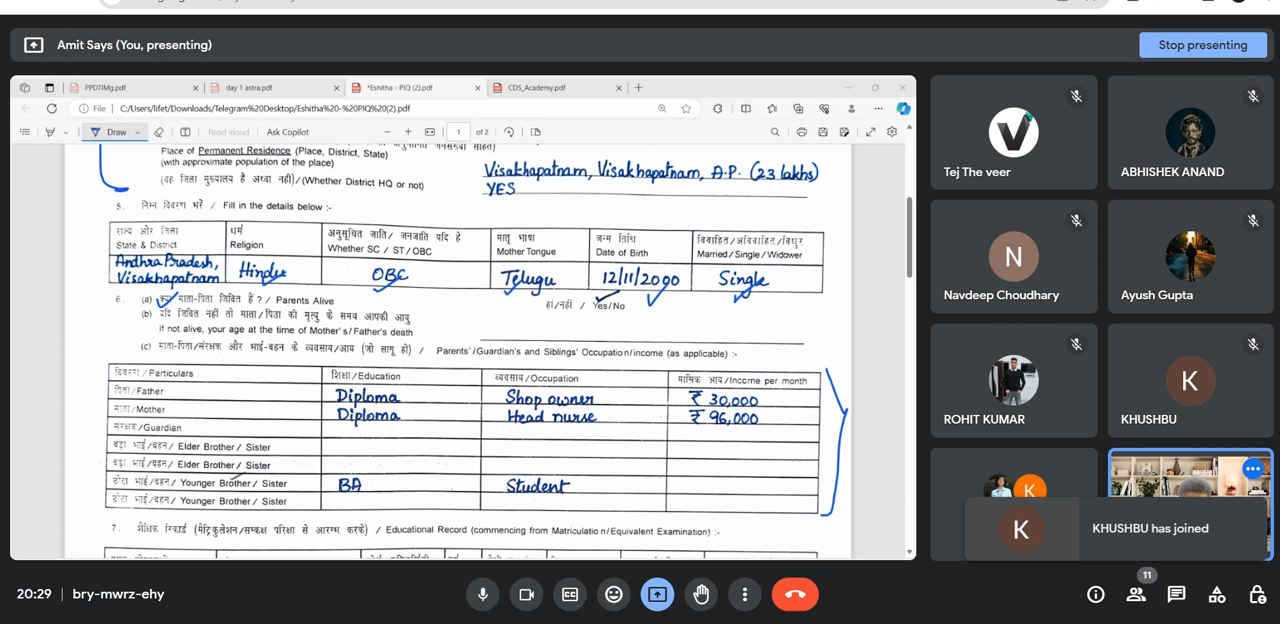 Amit Says (You, presenting)
Stop presenting
PPDTIMg.pdf
day 1 astra.pdf
*Eshitha - PIQ (2).pdf
CDS_Academy.pdf
File
C:/Users/lifet/Downloads/Telegram%20Desktop/Eshitha%20-%20PIQ%20(2).pdf
Draw
Read aloud
Ask Copilot
1
of 2
Place of Permanent Residence (Place, District, State)
(with approximate population of the place)
Visakhapatnam, Visakhapatnam, A.P. (23 lakhs)
(वह जिला मुख्यालय है अथवा नही)/(Whether District HQ or not)
YES
5. निम्न विवरण भरें / Fill in the details below :-
राज्य और जिला
State & District
धर्म
Religion
अनुसूचित जाति/जनजाति यदि है
Whether SC / ST/OBC
मातृ भाषा
Mother Tongue
जन्म तिथि
Date of Birth
विवाहित/अविवाहित/विधुर
Married/Single/Widower
Andhra Pradesh,
Visakhapatnam
Hindu
OBC
Telugu
12/11/2000
Single
6. (a) क्या माता-पिता जिवित है? / Parents Alive
हां/नहीं / Yes/No
(b) यदि जिवित नहीं तो माता/पिता की मृत्यु के समय आपकी आयु
If not alive, your age at the time of Mother's/Father's death
(c) माता-पिता/संरक्षक और भाई-बहन के व्यवसाय/आय (जो लागू हो) / Parents'/Guardian's and Siblings' Occupation/income (as applicable) :-
विवरण/Particulars
शिक्षा/Education
व्यवसाय/Occupation
मासिक आय/Income per month
पिता/Father
Diploma
Shop owner
₹ 30,000
माता/Mother
Diploma
Head nurse
₹ 96,000
संरक्षक/Guardian
बड़ा भाई/बहन/ Elder Brother/ Sister
बड़ा भाई/बहन/ Elder Brother/ Sister
छोटा भाई/बहन/ Younger Brother/ Sister
BA
Student
छोटा भाई/बहन/ Younger Brother/ Sister
7. शैक्षिक रिकार्ड (मैट्रिकुलेशन/समकक्ष परिक्षा से आरम्भ करके) / Educational Record (commencing from Matriculation/Equivalent Examination) :-
Tej The veer
ABHISHEK ANAND
N
Navdeep Choudhary
Ayush Gupta
ROHIT KUMAR
K
KHUSHBU
K
K
KHUSHBU has joined
20:29
bry-mwrz-ehy
11